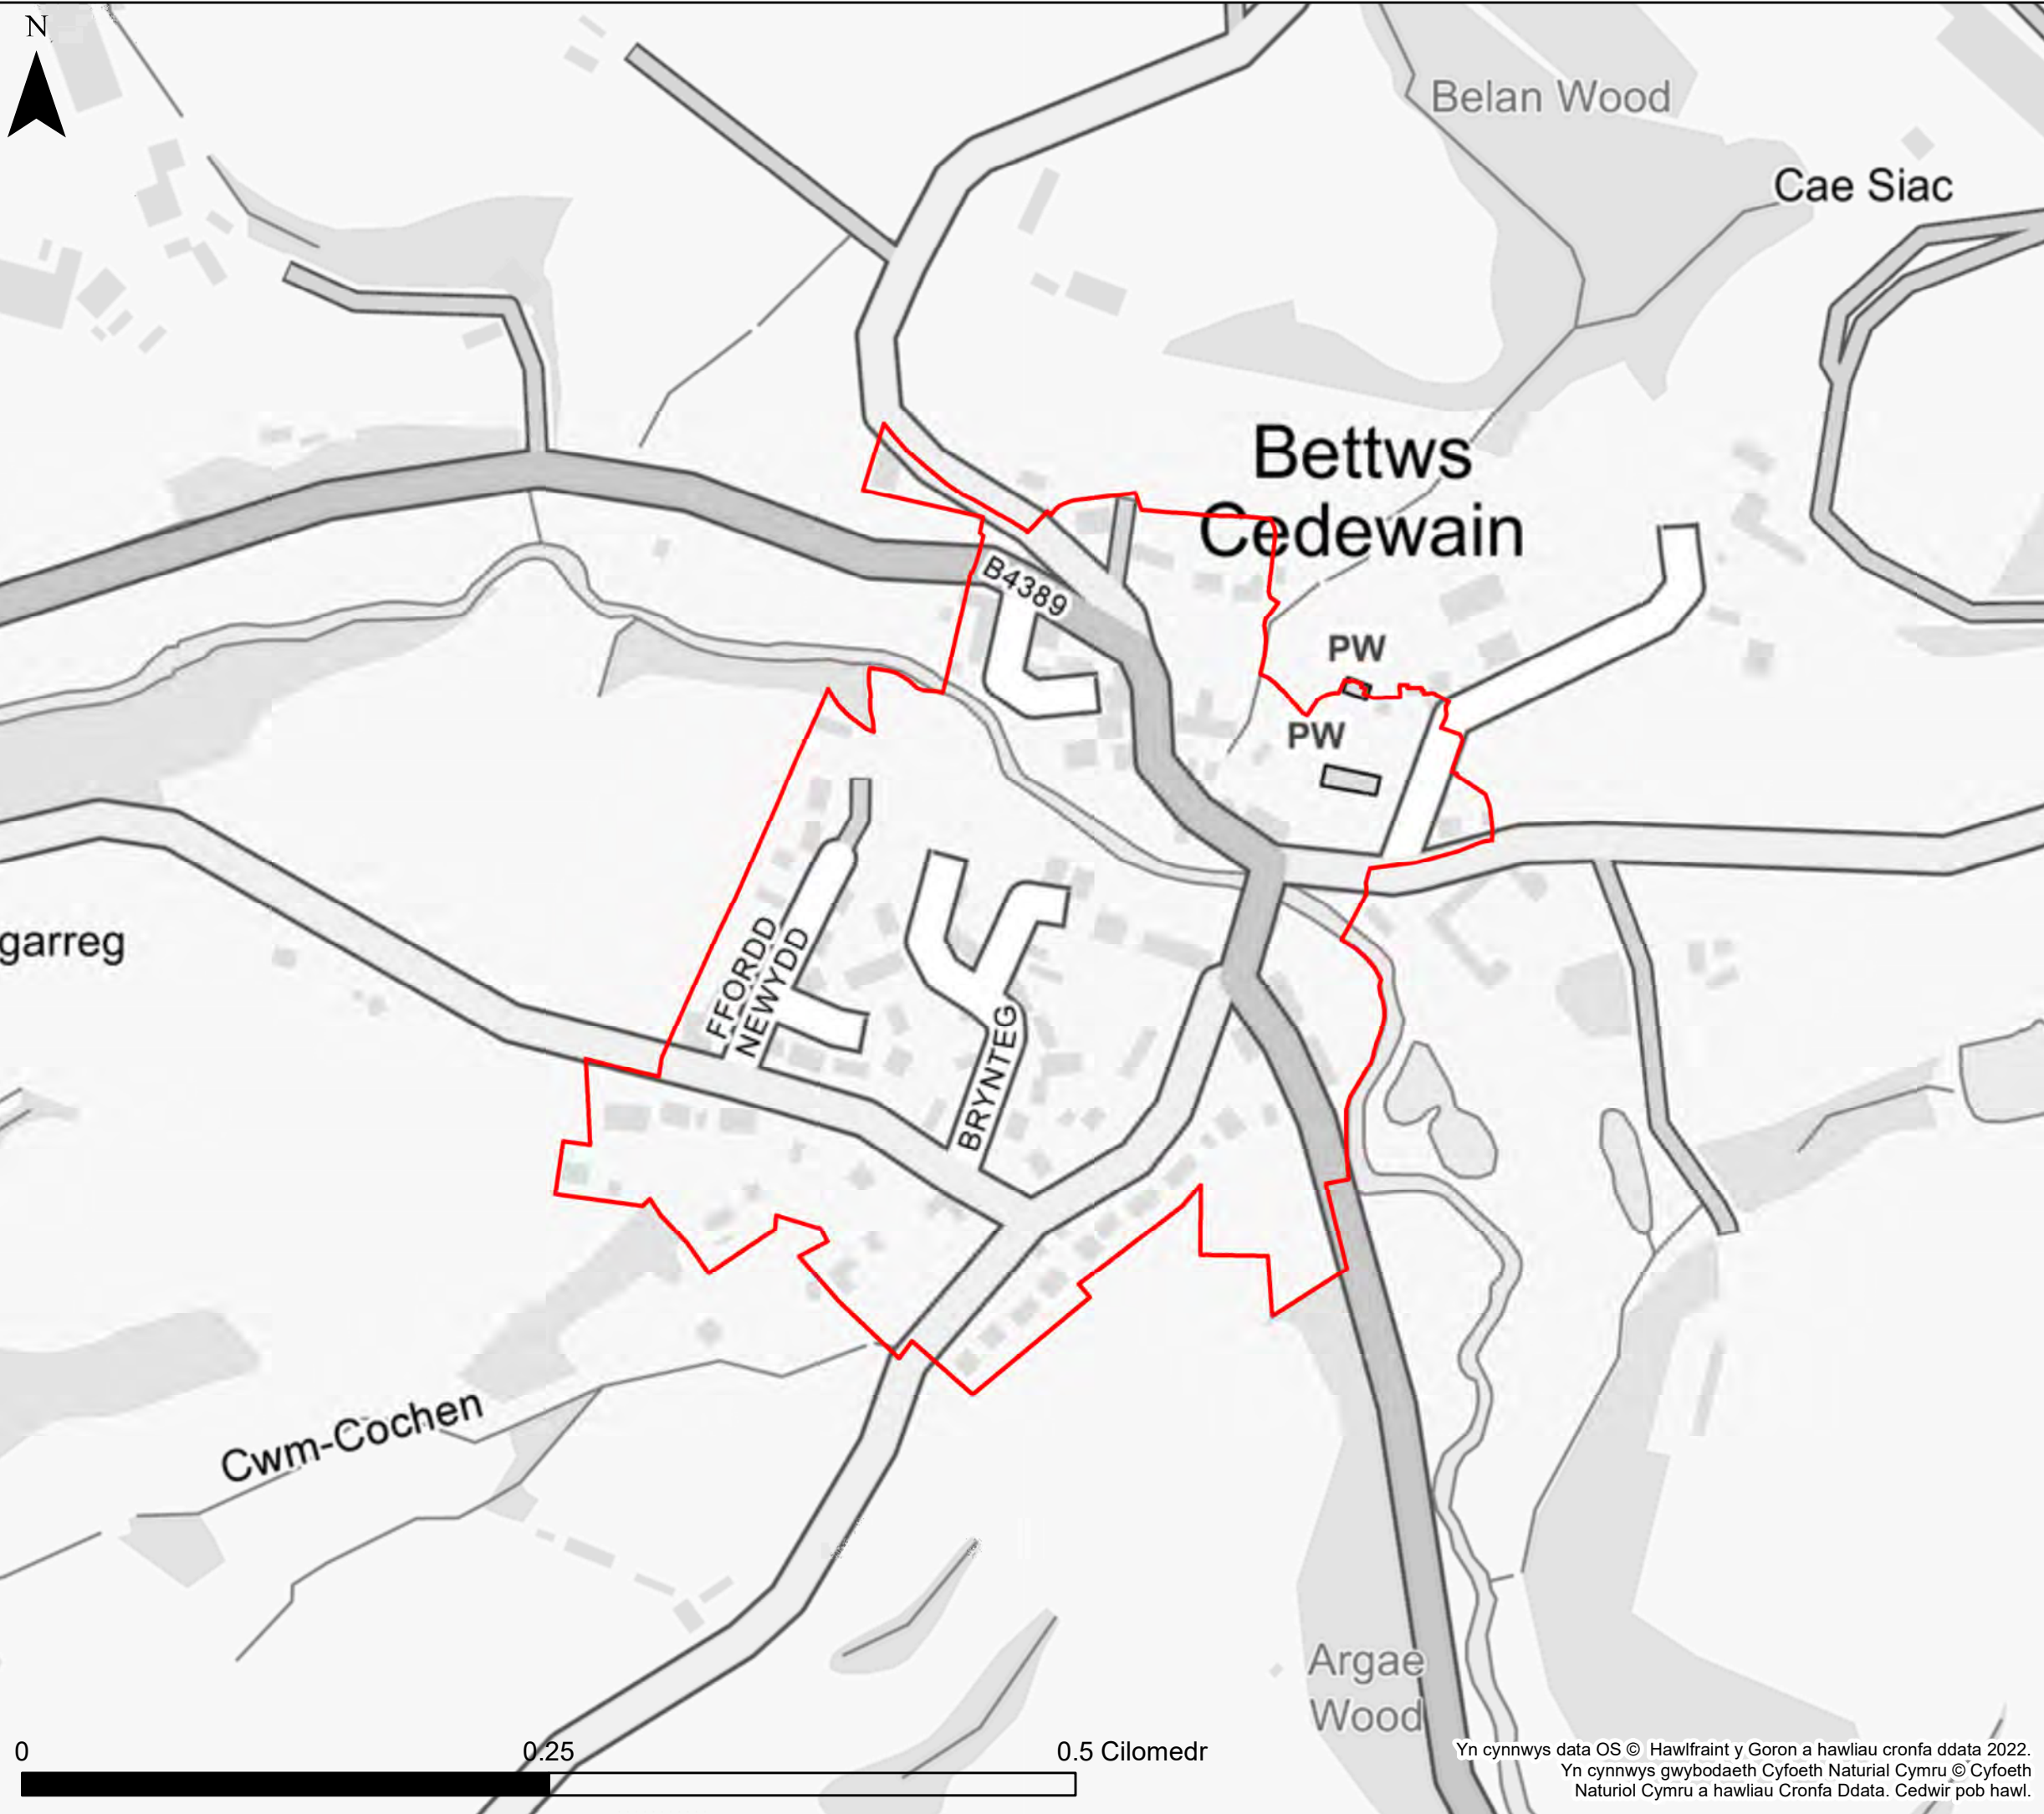 N
Belan Wood
Cae Siac
Bettws
Cedewain
B4389
PW
PW
garreg
FFORDD
NEWYDD
BRYNTEG
Cwm-Cochen
Argae
Wood
0
0.25
0.5 Cilomedr
Yn cynnwys data OS © Hawlfraint y Goron a hawliau cronfa ddata 2022.
Yn cynnwys gwybodaeth Cyfoeth Naturial Cymru © Cyfoeth
Naturiol Cymru a hawliau Cronfa Ddata. Cedwir pob hawl.